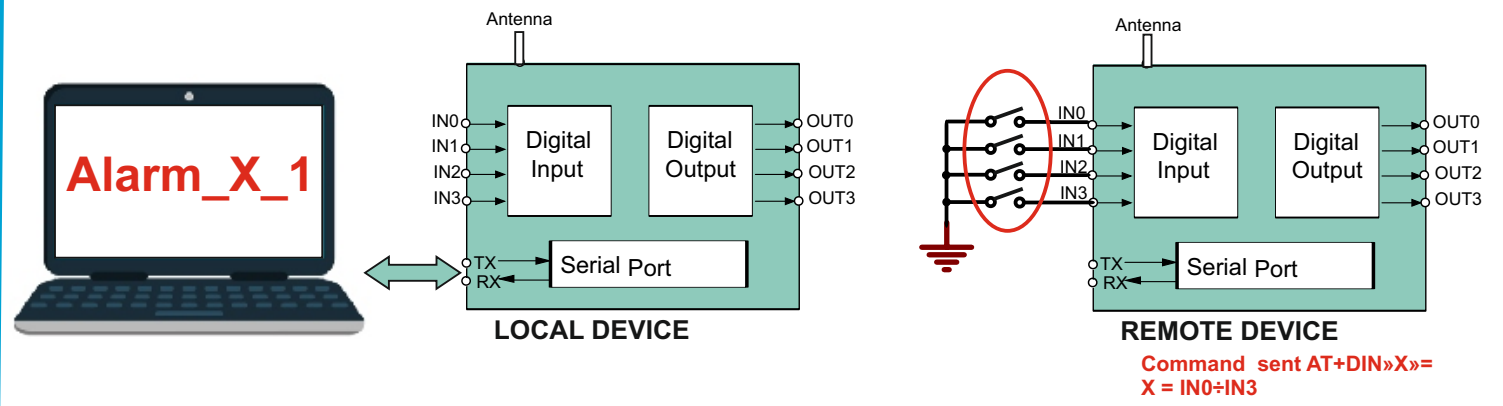 Alarm_X_1
Antenna
IN0
IN1
IN2
IN3
Digital
Input
Digital
Output
OUT0
OUT1
OUT2
OUT3
TX
RX
Serial Port
LOCAL DEVICE
Antenna
IN0
IN1
IN2
IN3
Digital
Input
Digital
Output
OUT0
OUT1
OUT2
OUT3
TX
RX
Serial Port
REMOTE DEVICE
Command sent AT+DIN»X»=
X = IN0÷IN3